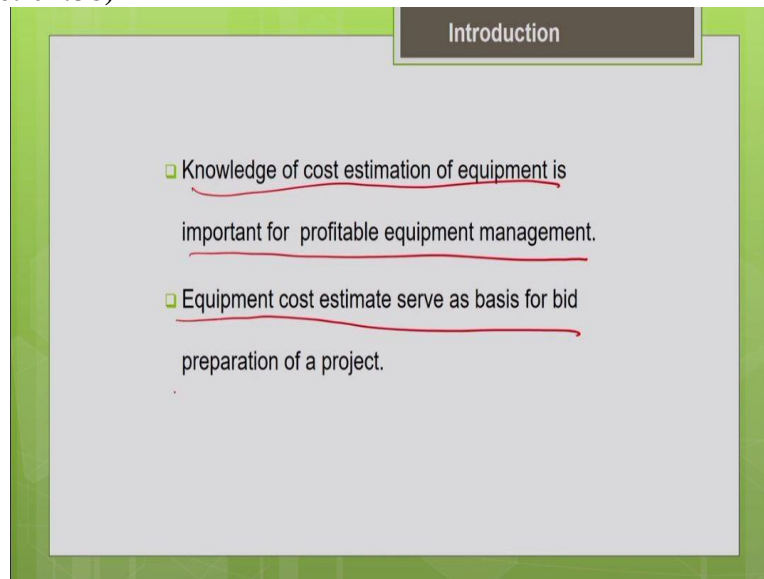 Introduction
Knowledge of cost estimation of equipment is
important for profitable equipment management.
Equipment cost estimate serve as basis for bid
preparation of a project.